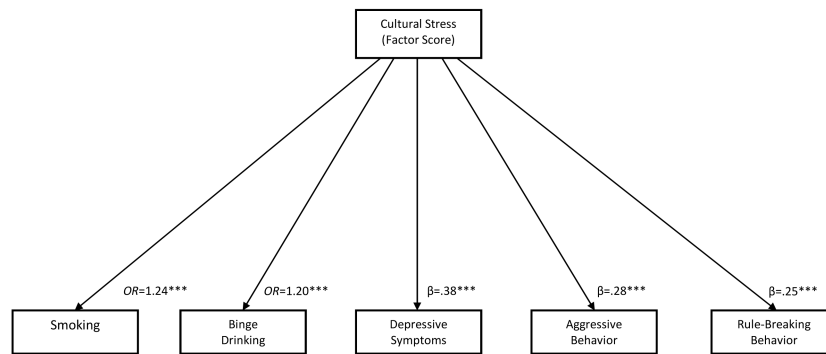 Cultural Stress
(Factor Score)
OR=1.24***
OR=1.20***
β=.38***
β=.28***
β=.25***
Smoking
Binge
Drinking
Depressive
Symptoms
Aggressive
Behavior
Rule-Breaking
Behavior